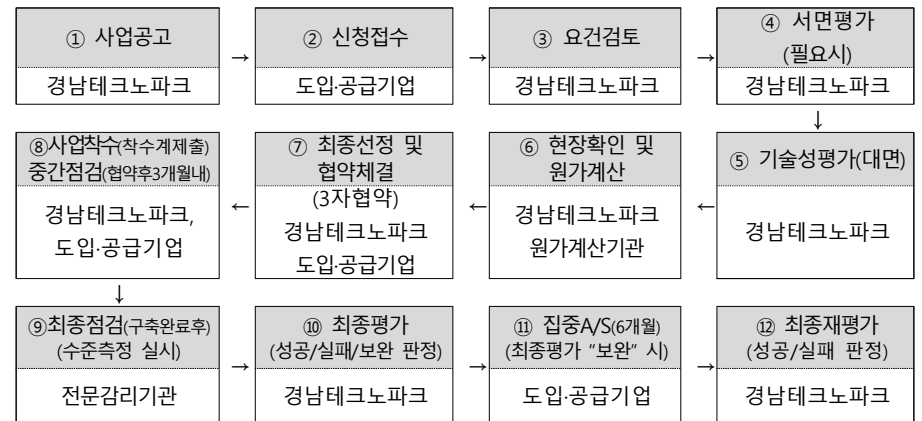 ① 사업공고
경남테크노파크
→
② 신청접수
도입·공급기업
→
③ 요건검토
경남테크노파크
→
④ 서면평가
(필요시)
경남테크노파크
↓
⑤ 기술성평가(대면)
경남테크노파크
←
⑥ 현장확인 및
원가계산
경남테크노파크
원가계산기관
←
⑦ 최종선정 및
협약체결
(3자협약)
경남테크노파크
도입·공급기업
←
⑧사업착수(착수계제출)
중간점검(협약후3개월내)
경남테크노파크,
도입·공급기업
↓
⑨최종점검(구축완료후)
(수준측정 실시)
전문감리기관
→
⑩ 최종평가
(성공/실패/보완 판정)
경남테크노파크
→
⑪ 집중A/S(6개월)
(최종평가 “보완” 시)
도입·공급기업
→
⑫ 최종재평가
(성공/실패 판정)
경남테크노파크